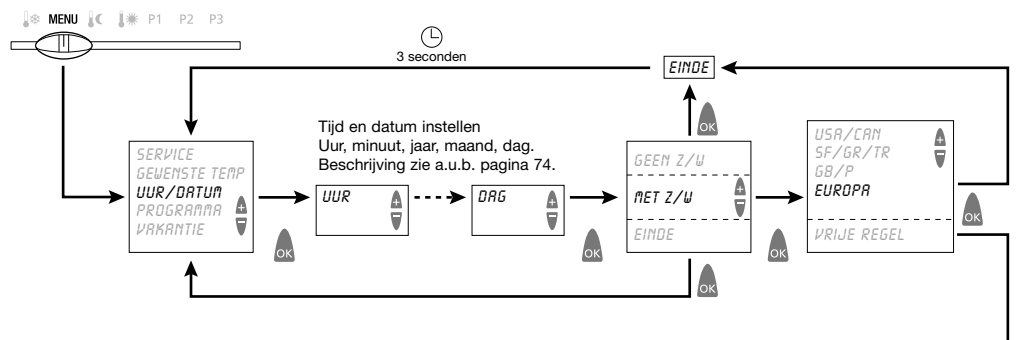 MENU P1 P2 P3
3 seconden
EINDE
OK
Tijd en datum instellen
Uur, minuut, jaar, maand, dag.
Beschrijving zie a.u.b. pagina 74.
SERVICE
GEWENSTE TEMP
UUR/DATUM
PROGRAMMA
VAKANTIE
+
−
OK
UUR
+
−
DAG
+
−
OK
GEEN Z/W
MET Z/W
EINDE
+
−
OK
OK
USA/CAN
SF/GR/TR
GB/P
EUROPA
VRIJE REGEL
+
−
OK